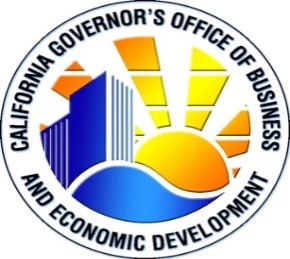 CALIFORNIA GOVERNOR'S OFFICE OF BUSINESS
AND ECONOMIC DEVELOPMENT